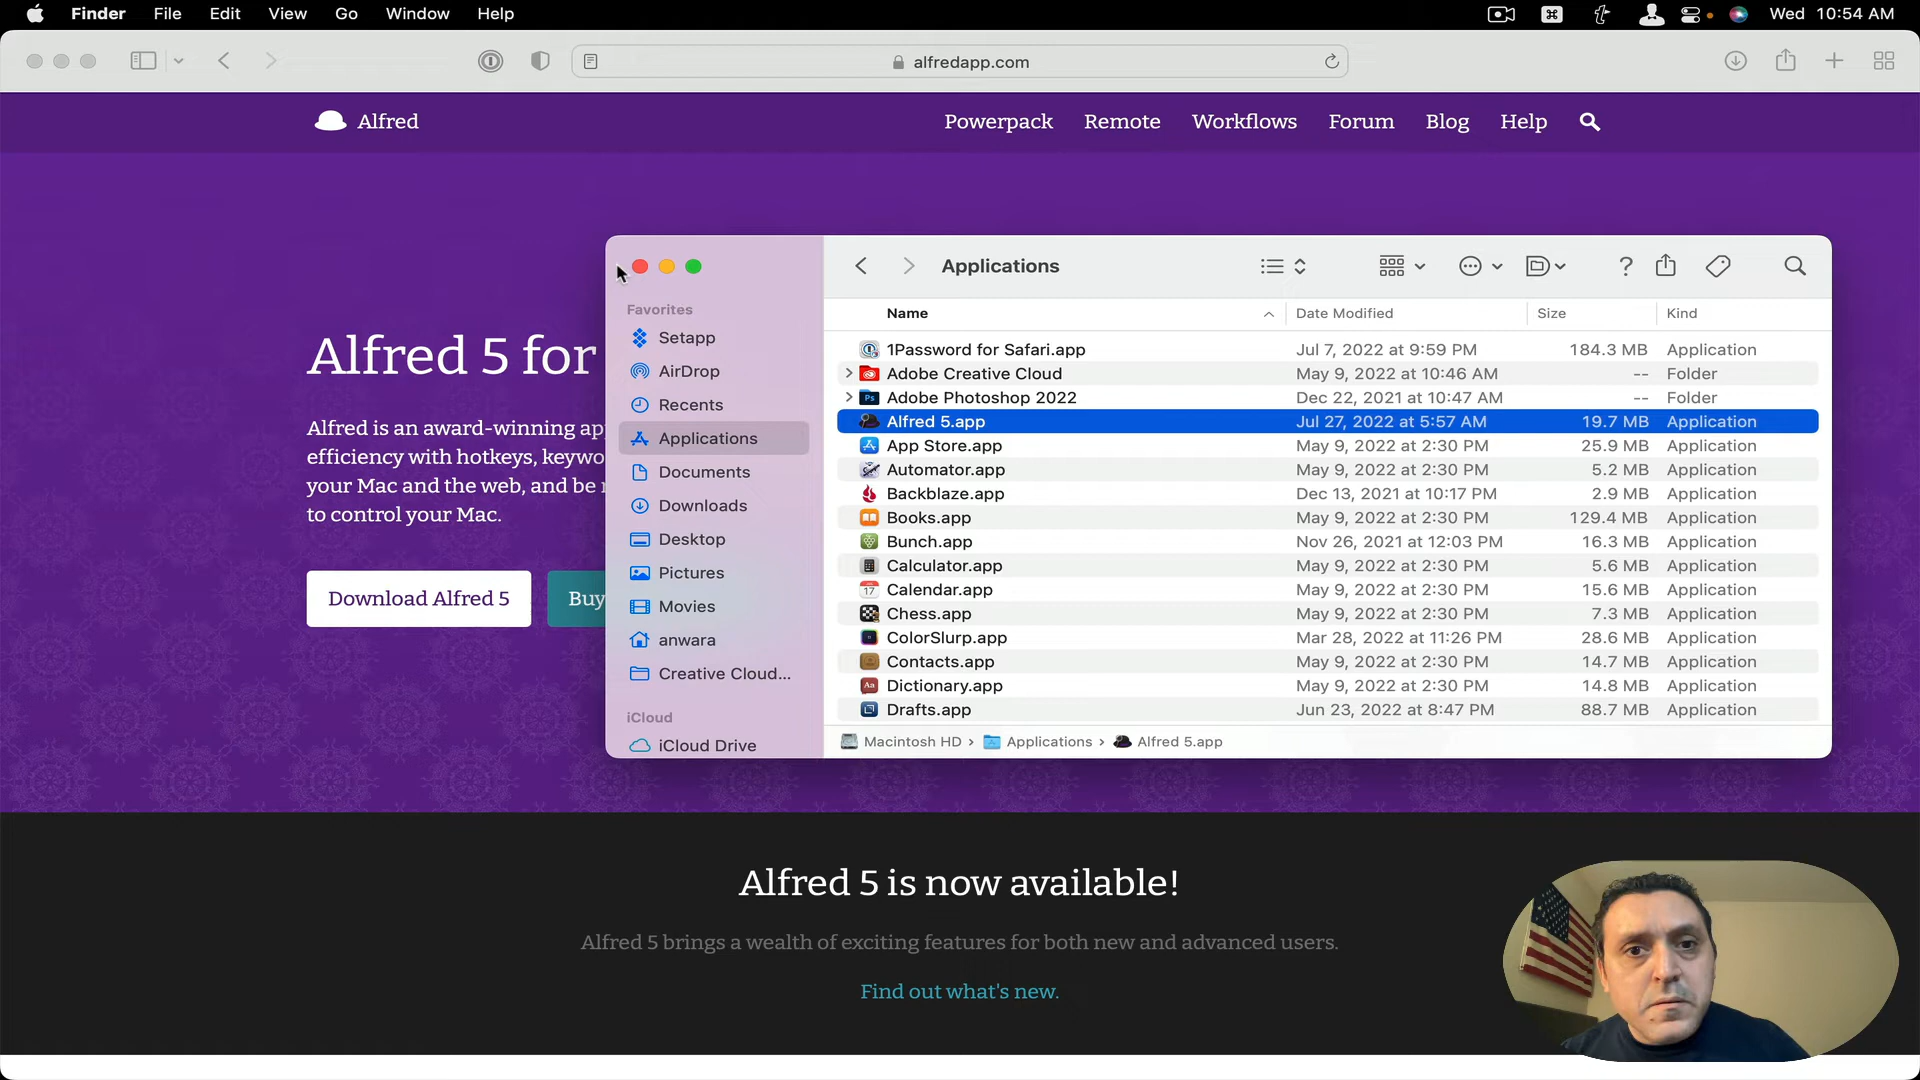 Finder File Edit View Go Window Help Wed 10:54 AM
alfredapp.com
Alfred Powerpack Remote Workflows Forum Blog Help
Alfred 5 for
Alfred is an award-winning ap
efficiency with hotkeys, keywo
your Mac and the web, and be
to control your Mac.
Download Alfred 5 Buy
Applications
Favorites
Setapp
AirDrop
Recents
Applications
Documents
Downloads
Desktop
Pictures
Movies
anwara
Creative Cloud...
iCloud
iCloud Drive
Name Date Modified Size Kind
1Password for Safari.app Jul 7, 2022 at 9:59 PM 184.3 MB Application
Adobe Creative Cloud May 9, 2022 at 10:46 AM -- Folder
Adobe Photoshop 2022 Dec 22, 2021 at 10:47 AM -- Folder
Alfred 5.app Jul 27, 2022 at 5:57 AM 19.7 MB Application
App Store.app May 9, 2022 at 2:30 PM 25.9 MB Application
Automator.app May 9, 2022 at 2:30 PM 5.2 MB Application
Backblaze.app Dec 13, 2021 at 10:17 PM 2.9 MB Application
Books.app May 9, 2022 at 2:30 PM 129.4 MB Application
Bunch.app Nov 26, 2021 at 12:03 PM 16.3 MB Application
Calculator.app May 9, 2022 at 2:30 PM 5.6 MB Application
Calendar.app May 9, 2022 at 2:30 PM 15.6 MB Application
Chess.app May 9, 2022 at 2:30 PM 7.3 MB Application
ColorSlurp.app Mar 28, 2022 at 11:26 PM 28.6 MB Application
Contacts.app May 9, 2022 at 2:30 PM 14.7 MB Application
Dictionary.app May 9, 2022 at 2:30 PM 14.8 MB Application
Drafts.app Jun 23, 2022 at 8:47 PM 88.7 MB Application
Macintosh HD › Applications › Alfred 5.app
Alfred 5 is now available!
Alfred 5 brings a wealth of exciting features for both new and advanced users.
Find out what's new.